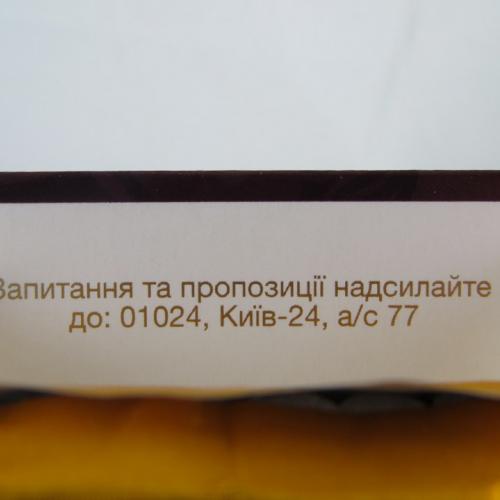 Запитання та пропозиції надсилайте
до: 01024, Київ-24, а/с 77